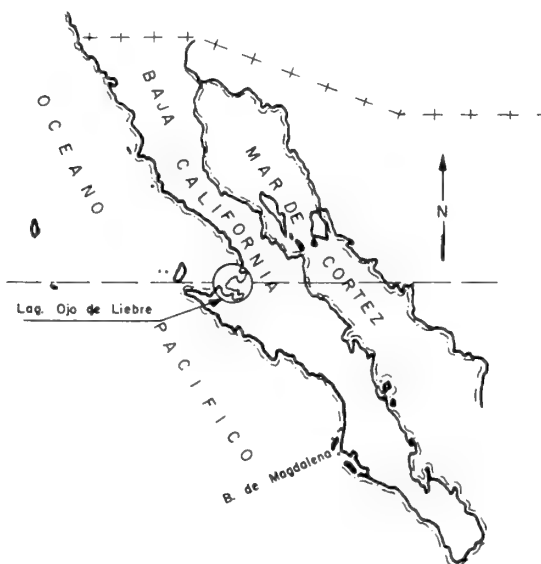 OCEANO
BAJA CALIFORNIA
MAR DE
CORTEZ
N
Lag. Ojo de Liebre
PACIFICO
B. de Magdalena